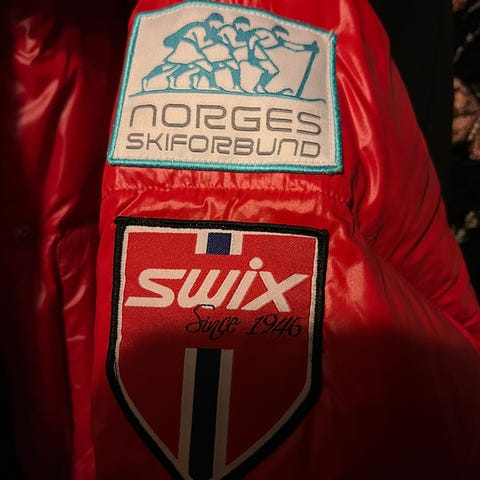 NORGES
SKIFORBUND
SWIX
Since 1946